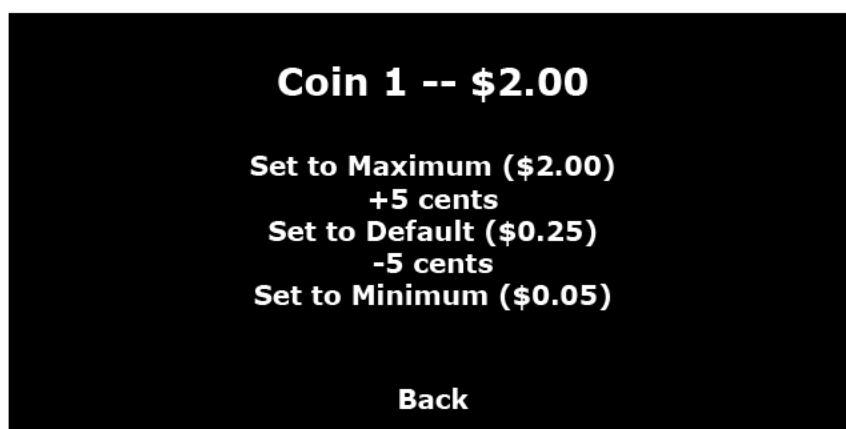 Coin 1 -- $2.00
Set to Maximum ($2.00)
+5 cents
Set to Default ($0.25)
-5 cents
Set to Minimum ($0.05)
Back